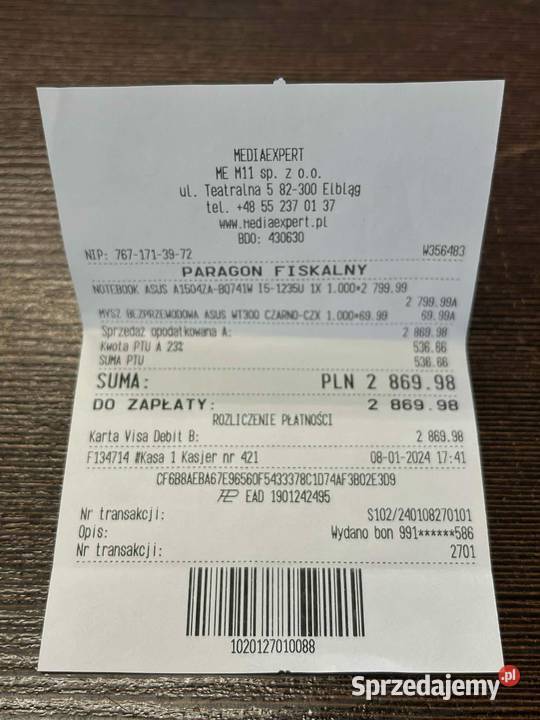 MEDIAEXPERT
ME M11 sp. z o.o.
ul. Teatralna 5 82-300 Elbląg
tel. +48 55 237 01 37
www.mediaexpert.pl
BDO: 430630
NIP: 767-171-39-72 W356483
PARAGON FISKALNY
NOTEBOOK ASUS A1504ZA-BQ741W I5-1235U 1X 1.000*2 799.99
2 799.99A
MYSZ BEZPRZEWODOWA ASUS WT300 CZARNO-CZX 1.000*69.99 69.99A
Sprzedaż opodatkowana A: 2 869.98
Kwota PTU A 23% 536.66
SUMA PTU 536.66
SUMA: PLN 2 869.98
DO ZAPŁATY: 2 869.98
ROZLICZENIE PŁATNOŚCI
Karta Visa Debit B: 2 869.98
F134714 #Kasa 1 Kasjer nr 421 08-01-2024 17:41
CF6B8AEBA67E96560F5433378C1D74AF3B02E3D9
EAD 1901242495
Nr transakcji: S102/240108270101
Opis: Wydano bon 991******586
Nr transakcji: 2701
1020127010088
Sprzedajemy.pl